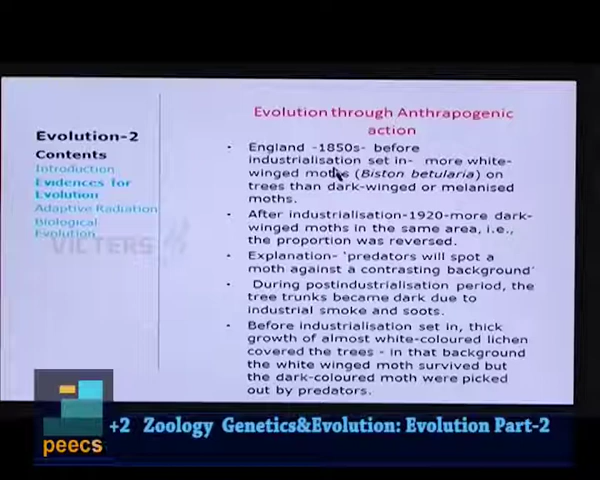 Evolution through Anthrapogenic
action
Evolution-2
Contents
Introduction
Evidences for
Evolution
Adaptive Radiation
Biological
Evolution
VICTERS
· England -1850s- before
industrialisation set in- more white-
winged moths (Biston betularia) on
trees than dark-winged or melanised
moths.
· After industrialisation-1920-more dark-
winged moths in the same area, i.e.,
the proportion was reversed.
· Explanation- 'predators will spot a
moth against a contrasting background'
· During postindustrialisation period, the
tree trunks became dark due to
industrial smoke and soots.
· Before industrialisation set in, thick
growth of almost white-coloured lichen
covered the trees - in that background
the white winged moth survived but
the dark-coloured moth were picked
out by predators.
peecs
+2 Zoology Genetics&Evolution: Evolution Part-2